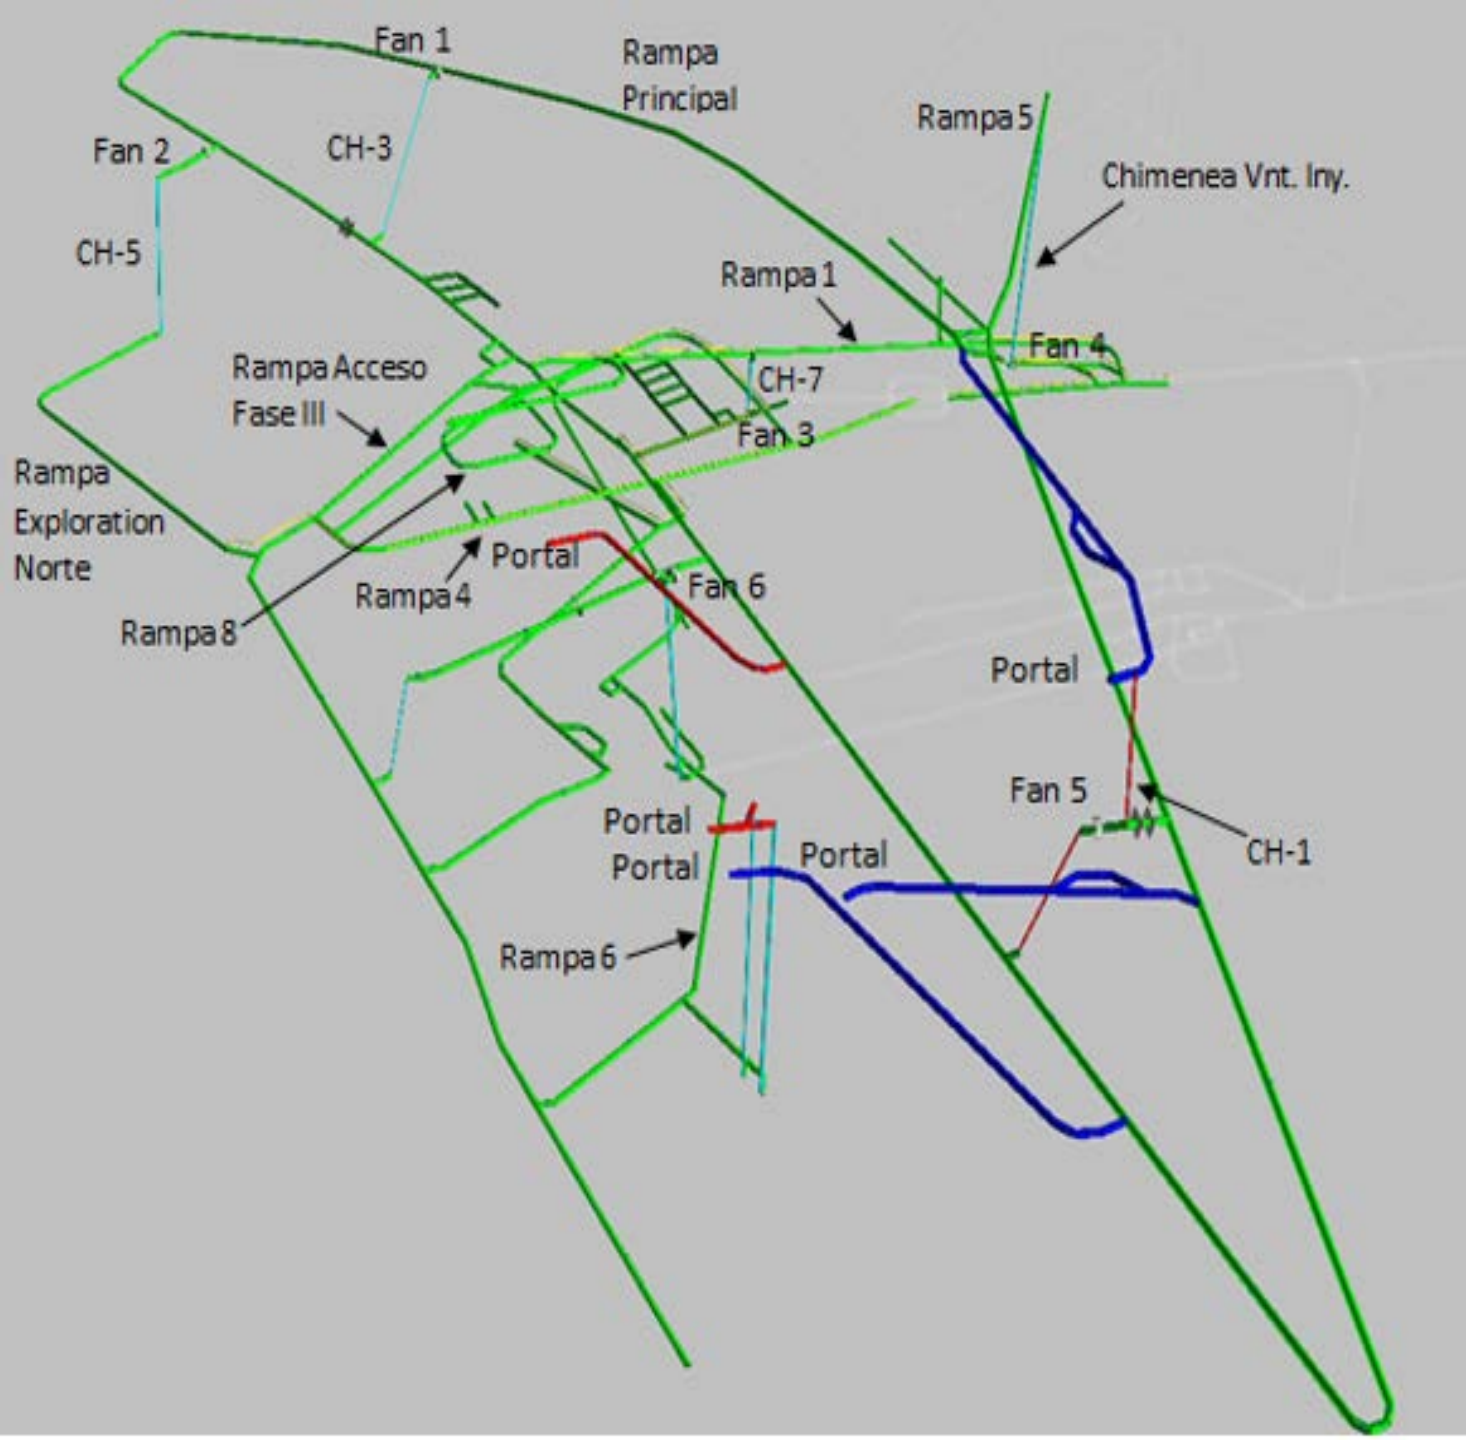 Fan 1
Rampa
Principal
Rampa 5
Fan 2
CH-3
Chimenea Vnt. Iny.
CH-5
Rampa 1
Fan 4
Rampa Acceso
Fase III
CH-7
Fan 3
Rampa
Exploration
Norte
Portal
Rampa 4
Fan 6
Rampa 8
Portal
Fan 5
Portal
Portal
Portal
CH-1
Rampa 6